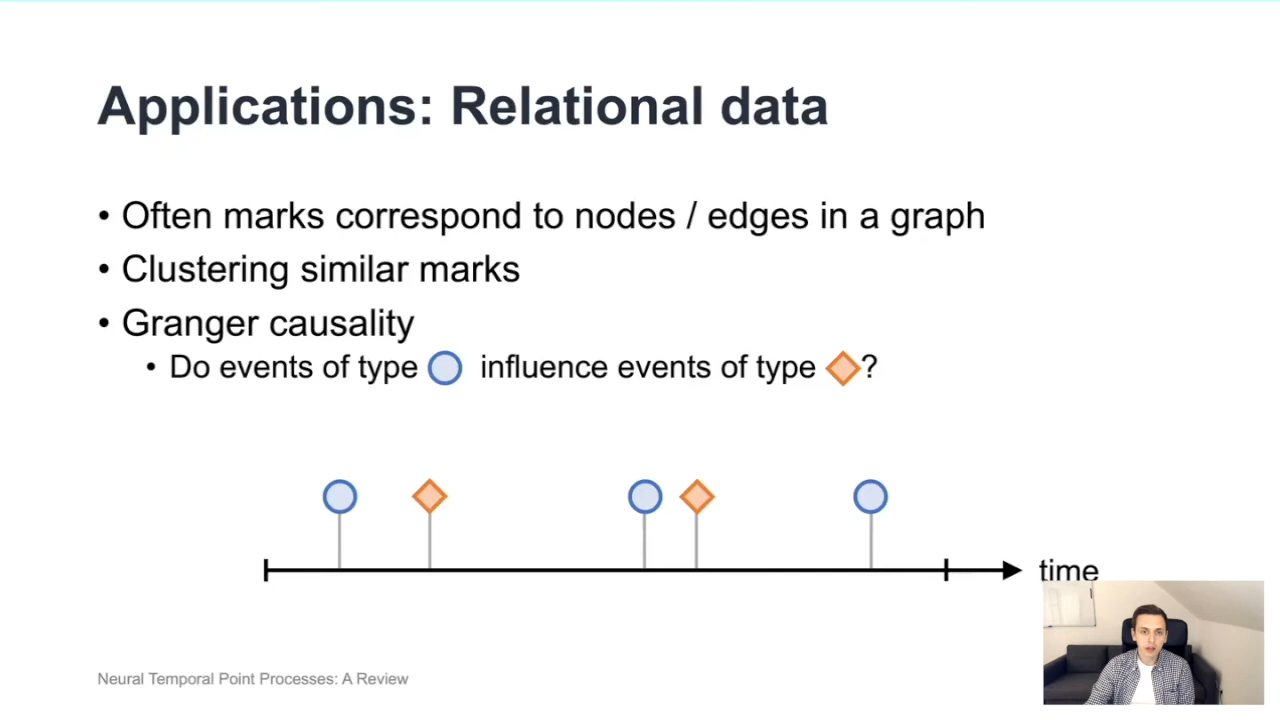 Applications: Relational data
• Often marks correspond to nodes / edges in a graph
• Clustering similar marks
• Granger causality
• Do events of type influence events of type ?
time
Neural Temporal Point Processes: A Review